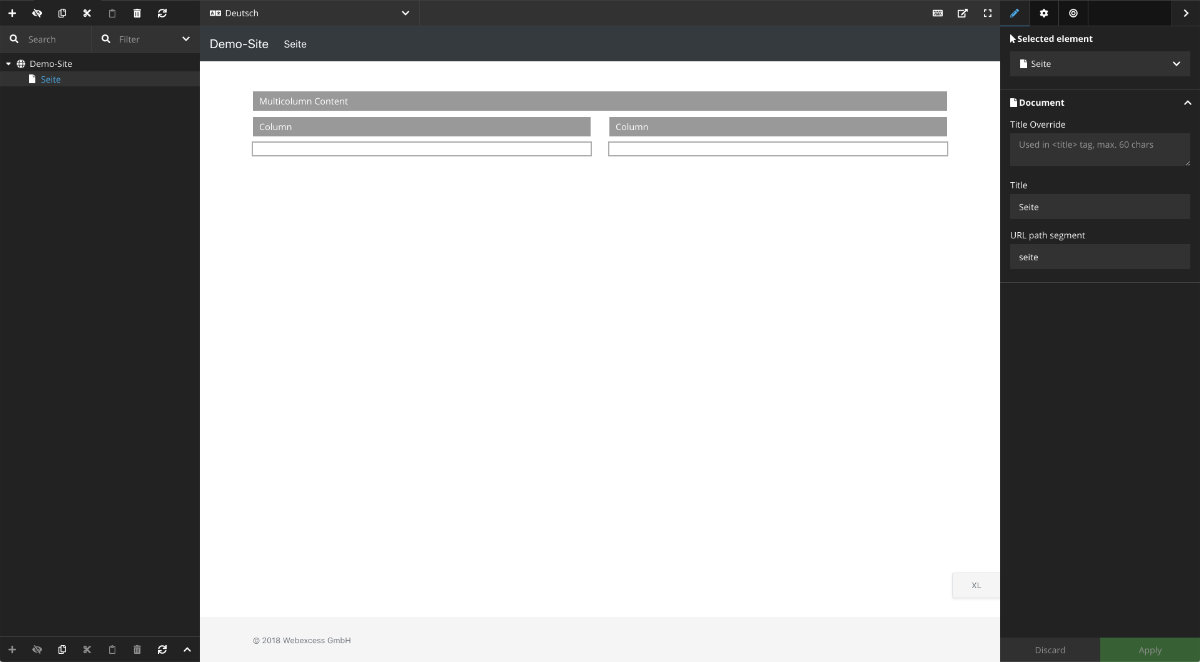 Deutsch
Search
Filter
Demo-Site
Seite
Demo-Site Seite
Multicolumn Content
Column
Column
XL
© 2018 Webexcess GmbH
Selected element
Seite
Document
Title Override
Used in <title> tag, max. 60 chars
Title
Seite
URL path segment
seite
Discard
Apply